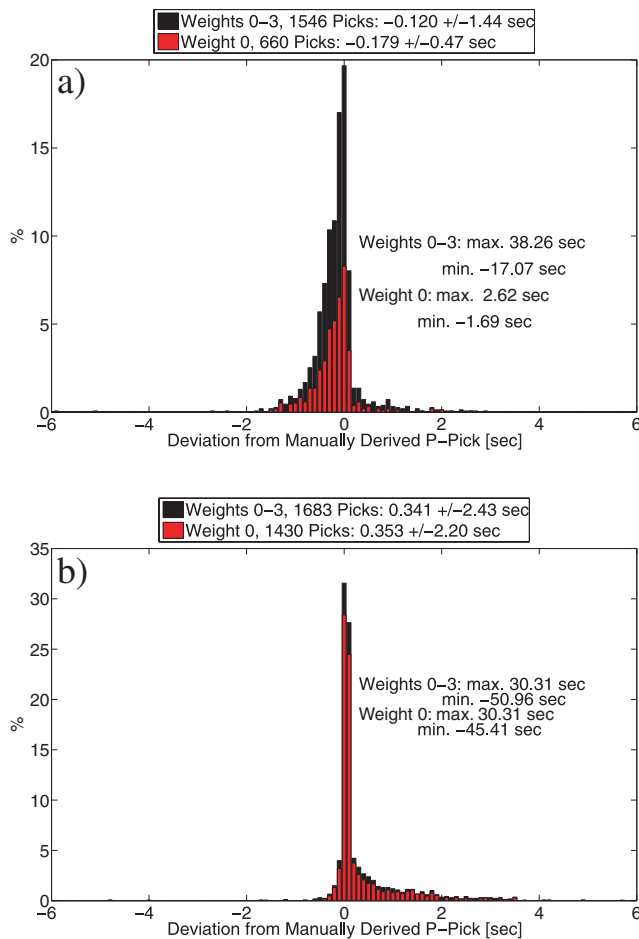 Weights 0−3, 1546 Picks: −0.120 +/−1.44 sec
Weight 0, 660 Picks: −0.179 +/−0.47 sec
20
a)
15
%
10
Weights 0−3: max. 38.26 sec
min. −17.07 sec
Weight 0: max. 2.62 sec
min. −1.69 sec
5
0
−6 −4 −2 0 2 4 6
Deviation from Manually Derived P−Pick [sec]
Weights 0−3, 1683 Picks: 0.341 +/−2.43 sec
Weight 0, 1430 Picks: 0.353 +/−2.20 sec
35
b)
30
25
Weights 0−3: max. 30.31 sec
min. −50.96 sec
20
Weight 0: max. 30.31 sec
min. −45.41 sec
%
15
10
5
0
−6 −4 −2 0 2 4 6
Deviation from Manually Derived P−Pick [sec]